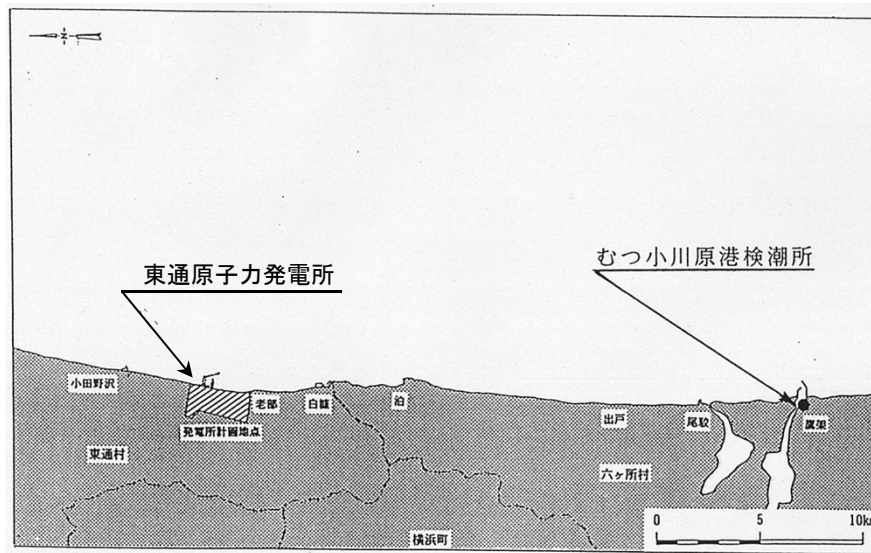 N
むつ小川原港検潮所
東通原子力発電所
小田野沢
老部
白糠
泊
出戸
尾駮
鷹架
発電所計画地点
東通村
六ヶ所村
横浜町
0 5 10km